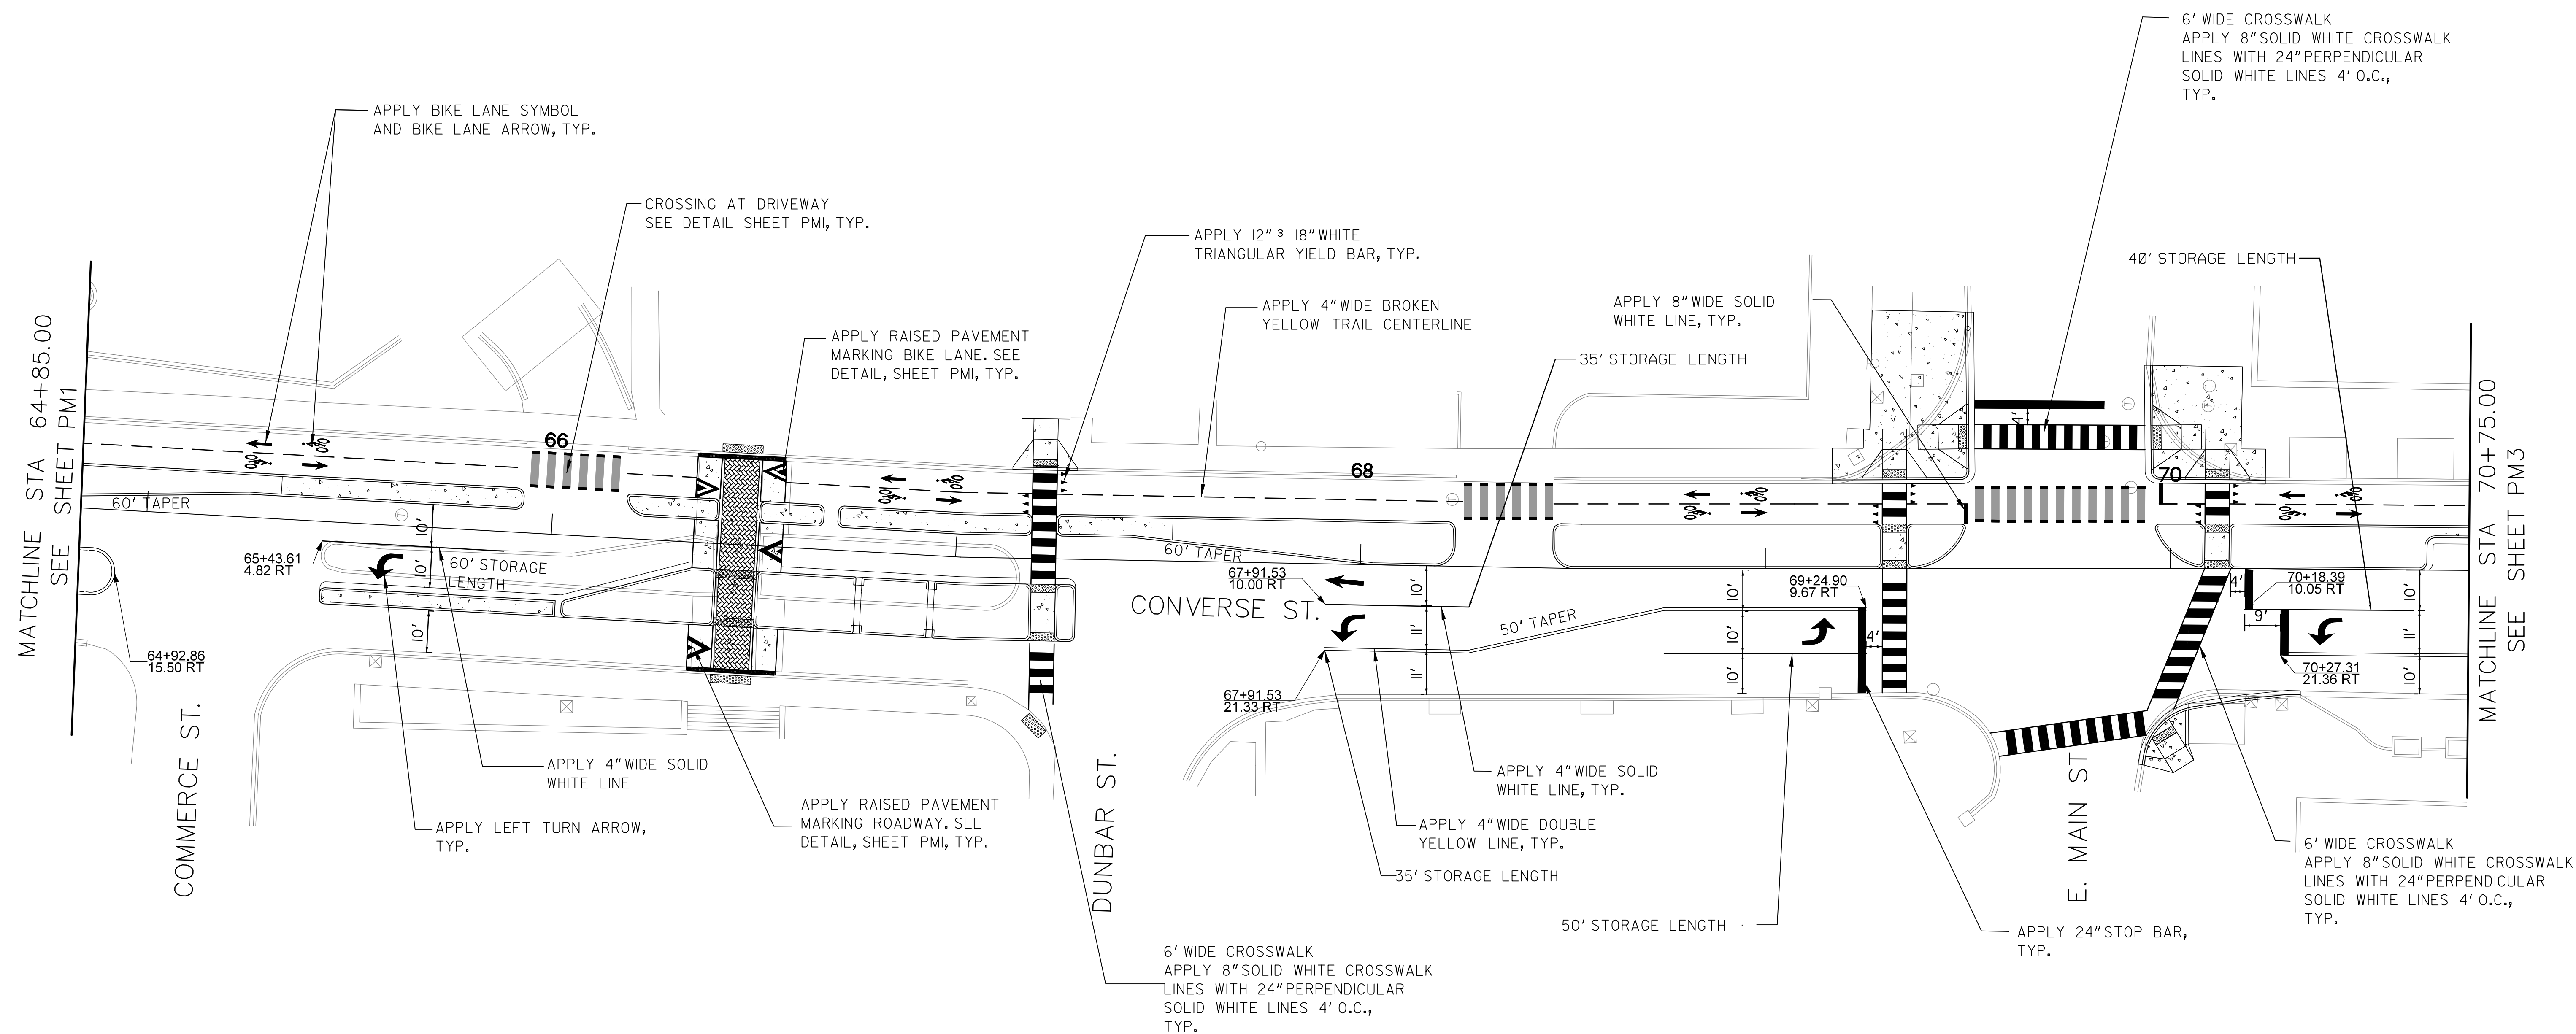 6' WIDE CROSSWALK
APPLY 8" SOLID WHITE CROSSWALK
LINES WITH 24" PERPENDICULAR
SOLID WHITE LINES 4' O.C.,
TYP.
APPLY BIKE LANE SYMBOL
AND BIKE LANE ARROW, TYP.
CROSSING AT DRIVEWAY
SEE DETAIL SHEET PMI, TYP.
APPLY 12" ³ 18" WHITE
TRIANGULAR YIELD BAR, TYP.
40' STORAGE LENGTH
APPLY 4" WIDE BROKEN
YELLOW TRAIL CENTERLINE
APPLY 8" WIDE SOLID
WHITE LINE, TYP.
APPLY RAISED PAVEMENT
MARKING BIKE LANE. SEE
DETAIL, SHEET PMI, TYP.
35' STORAGE LENGTH
MATCHLINE STA 64+85.00
SEE SHEET PM1
MATCHLINE STA 70+75.00
SEE SHEET PM3
66
68
70
4'
60' TAPER
10'
10'
10'
60' STORAGE
LENGTH
65+43.61
4.82 RT
64+92.86
15.50 RT
60' TAPER
67+91.53
10.00 RT
CONVERSE ST.
10'
11'
11'
50' TAPER
67+91.53
21.33 RT
69+24.90
9.67 RT
10'
10'
10'
4'
4'
70+18.39
10.05 RT
9'
70+27.31
21.36 RT
10'
11'
10'
COMMERCE ST.
DUNBAR ST.
E. MAIN ST
APPLY 4" WIDE SOLID
WHITE LINE
APPLY LEFT TURN ARROW,
TYP.
APPLY RAISED PAVEMENT
MARKING ROADWAY. SEE
DETAIL, SHEET PMI, TYP.
APPLY 4" WIDE SOLID
WHITE LINE, TYP.
APPLY 4" WIDE DOUBLE
YELLOW LINE, TYP.
35' STORAGE LENGTH
50' STORAGE LENGTH
APPLY 24" STOP BAR,
TYP.
6' WIDE CROSSWALK
APPLY 8" SOLID WHITE CROSSWALK
LINES WITH 24" PERPENDICULAR
SOLID WHITE LINES 4' O.C.,
TYP.
6' WIDE CROSSWALK
APPLY 8" SOLID WHITE CROSSWALK
LINES WITH 24" PERPENDICULAR
SOLID WHITE LINES 4' O.C.,
TYP.